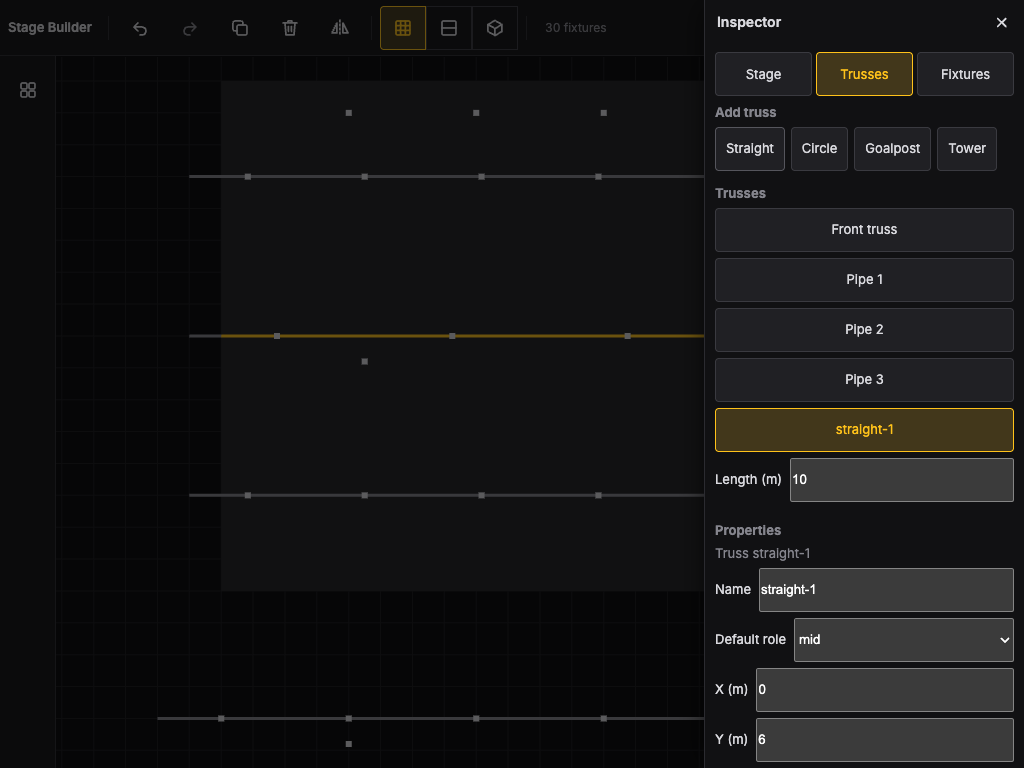 Stage Builder
30 fixtures
Inspector
Stage
Trusses
Fixtures
Add truss
Straight
Circle
Goalpost
Tower
Trusses
Front truss
Pipe 1
Pipe 2
Pipe 3
straight-1
Length (m) 10
Properties
Truss straight-1
Name straight-1
Default role mid
X (m) 0
Y (m) 6